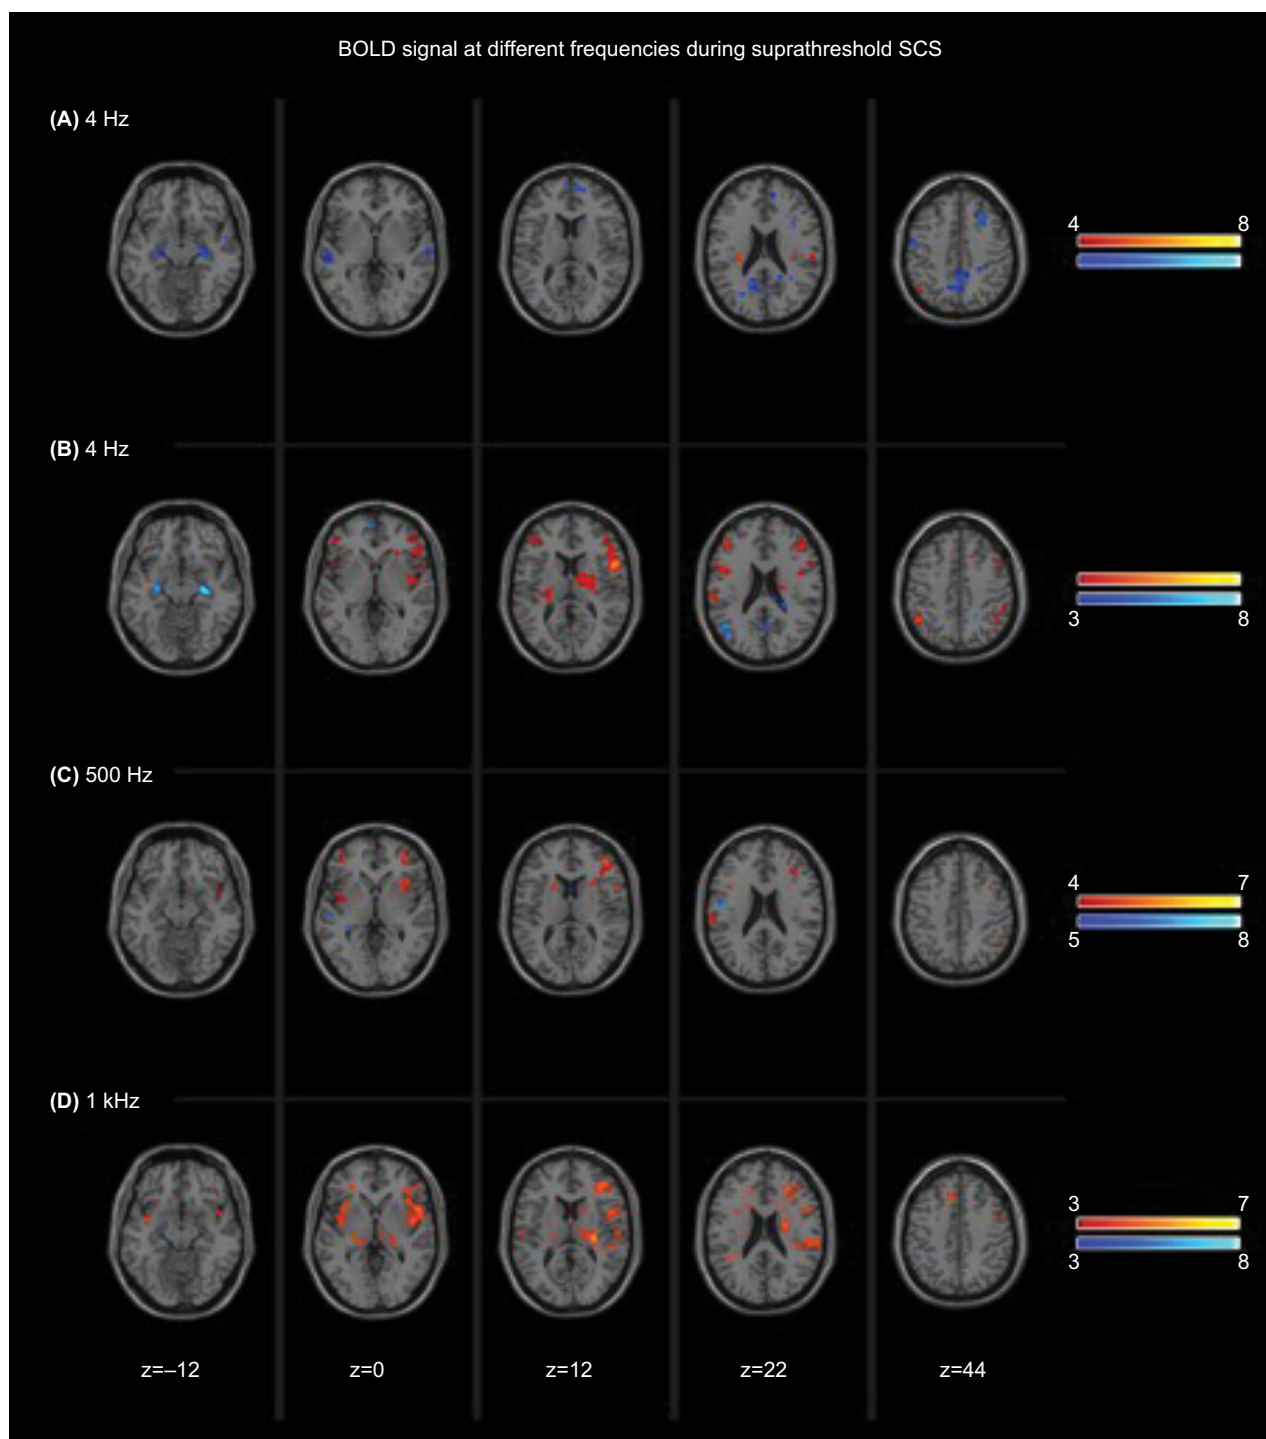 BOLD signal at different frequencies during suprathreshold SCS
(A) 4 Hz
4 8
(B) 4 Hz
3 8
(C) 500 Hz
4 7
5 8
(D) 1 kHz
3 7
3 8
z=–12 z=0 z=12 z=22 z=44